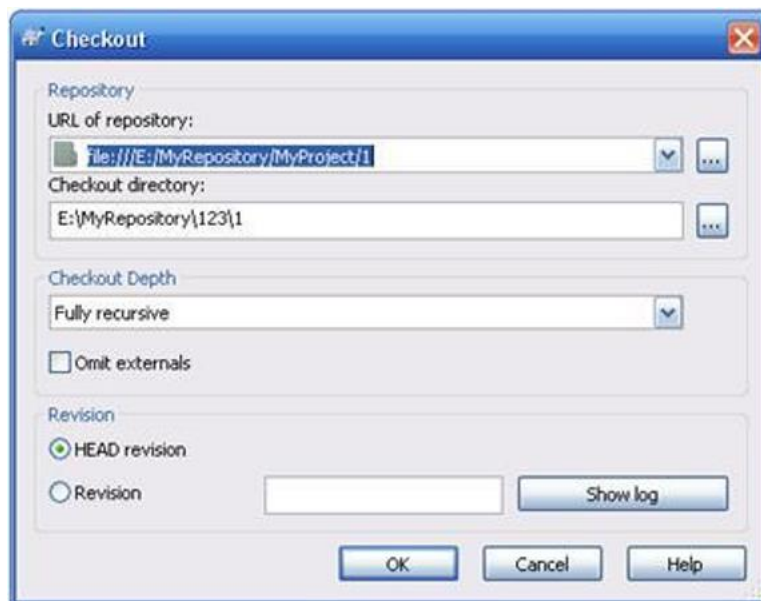 Checkout
Repository
URL of repository:
file:///E:/MyRepository/MyProject/1
...
Checkout directory:
E:\MyRepository\123\1
...
Checkout Depth
Fully recursive
Omit externals
Revision
HEAD revision
Revision
Show log
OK Cancel Help